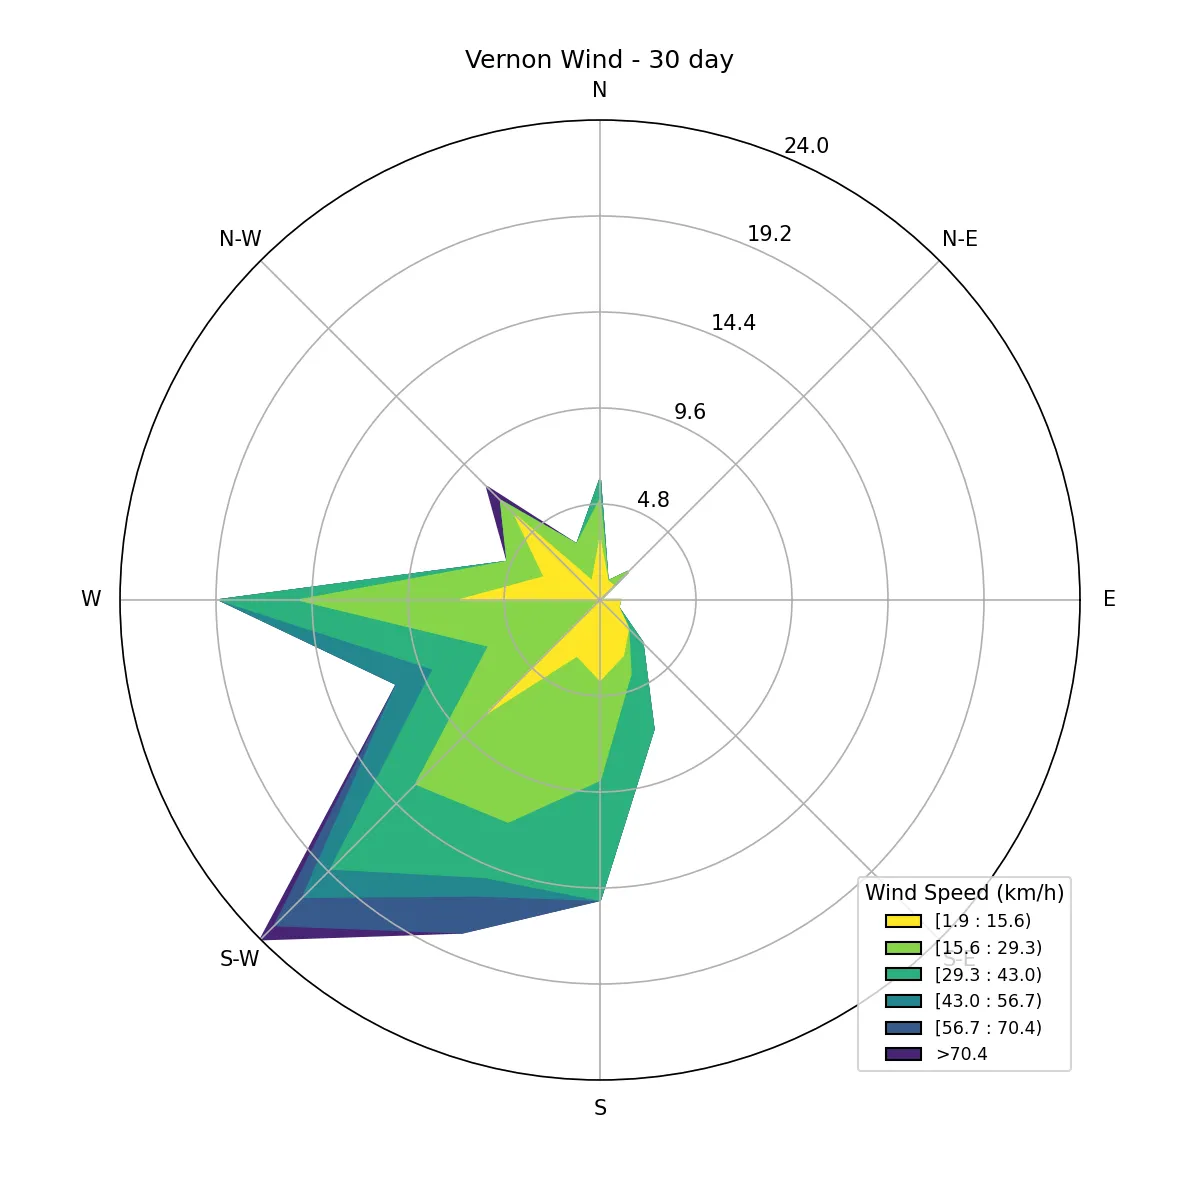 Vernon Wind - 30 day
N
24.0
N-W
N-E
19.2
14.4
9.6
4.8
W
E
S-W
S-E
S
Wind Speed (km/h)
[1.9 : 15.6)
[15.6 : 29.3)
[29.3 : 43.0)
[43.0 : 56.7)
[56.7 : 70.4)
>70.4